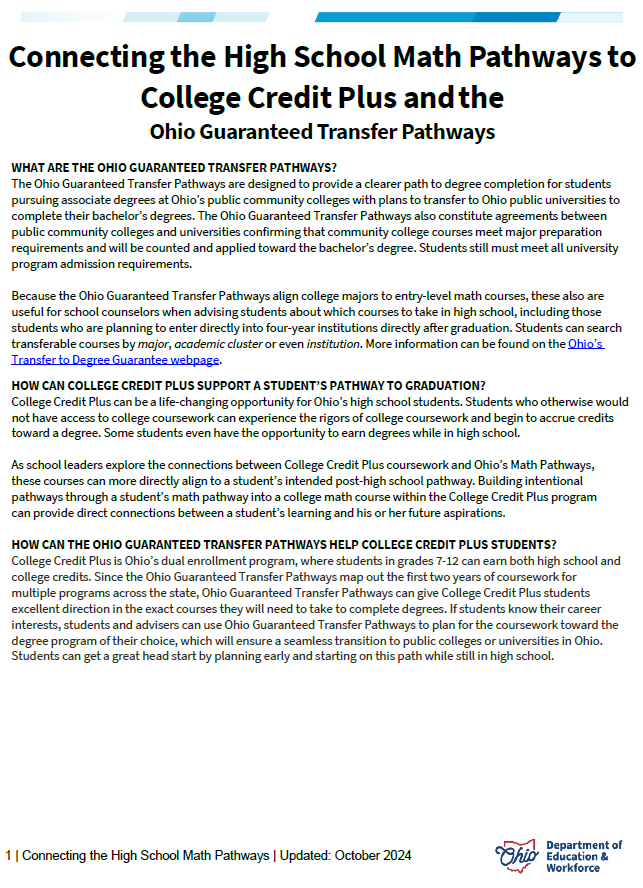 Connecting the High School Math Pathways to
College Credit Plus and the
Ohio Guaranteed Transfer Pathways
WHAT ARE THE OHIO GUARANTEED TRANSFER PATHWAYS?
The Ohio Guaranteed Transfer Pathways are designed to provide a clearer path to degree completion for students
pursuing associate degrees at Ohio's public community colleges with plans to transfer to Ohio public universities to
complete their bachelor's degrees. The Ohio Guaranteed Transfer Pathways also constitute agreements between
public community colleges and universities confirming that community college courses meet major preparation
requirements and will be counted and applied toward the bachelor's degree. Students still must meet all university
program admission requirements.
Because the Ohio Guaranteed Transfer Pathways align college majors to entry-level math courses, these also are
useful for school counselors when advising students about which courses to take in high school, including those
students who are planning to enter directly into four-year institutions directly after graduation. Students can search
transferable courses by major, academic cluster or even institution. More information can be found on the Ohio's
Transfer to Degree Guarantee webpage.
HOW CAN COLLEGE CREDIT PLUS SUPPORT A STUDENT'S PATHWAY TO GRADUATION?
College Credit Plus can be a life-changing opportunity for Ohio's high school students. Students who otherwise would
not have access to college coursework can experience the rigors of college coursework and begin to accrue credits
toward a degree. Some students even have the opportunity to earn degrees while in high school.
As school leaders explore the connections between College Credit Plus coursework and Ohio's Math Pathways,
these courses can more directly align to a student's intended post-high school pathway. Building intentional
pathways through a student's math pathway into a college math course within the College Credit Plus program
can provide direct connections between a student's learning and his or her future aspirations.
HOW CAN THE OHIO GUARANTEED TRANSFER PATHWAYS HELP COLLEGE CREDIT PLUS STUDENTS?
College Credit Plus is Ohio's dual enrollment program, where students in grades 7-12 can earn both high school and
college credits. Since the Ohio Guaranteed Transfer Pathways map out the first two years of coursework for
multiple programs across the state, Ohio Guaranteed Transfer Pathways can give College Credit Plus students
excellent direction in the exact courses they will need to take to complete degrees. If students know their career
interests, students and advisers can use Ohio Guaranteed Transfer Pathways to plan for the coursework toward the
degree program of their choice, which will ensure a seamless transition to public colleges or universities in Ohio.
Students can get a great head start by planning early and starting on this path while still in high school.
1 | Connecting the High School Math Pathways | Updated: October 2024
Ohio
Department of
Education &
Workforce